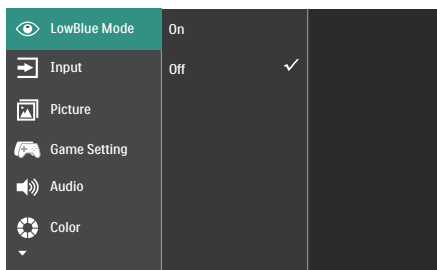 LowBlue Mode
On
Input
Off
Picture
Game Setting
Audio
Color